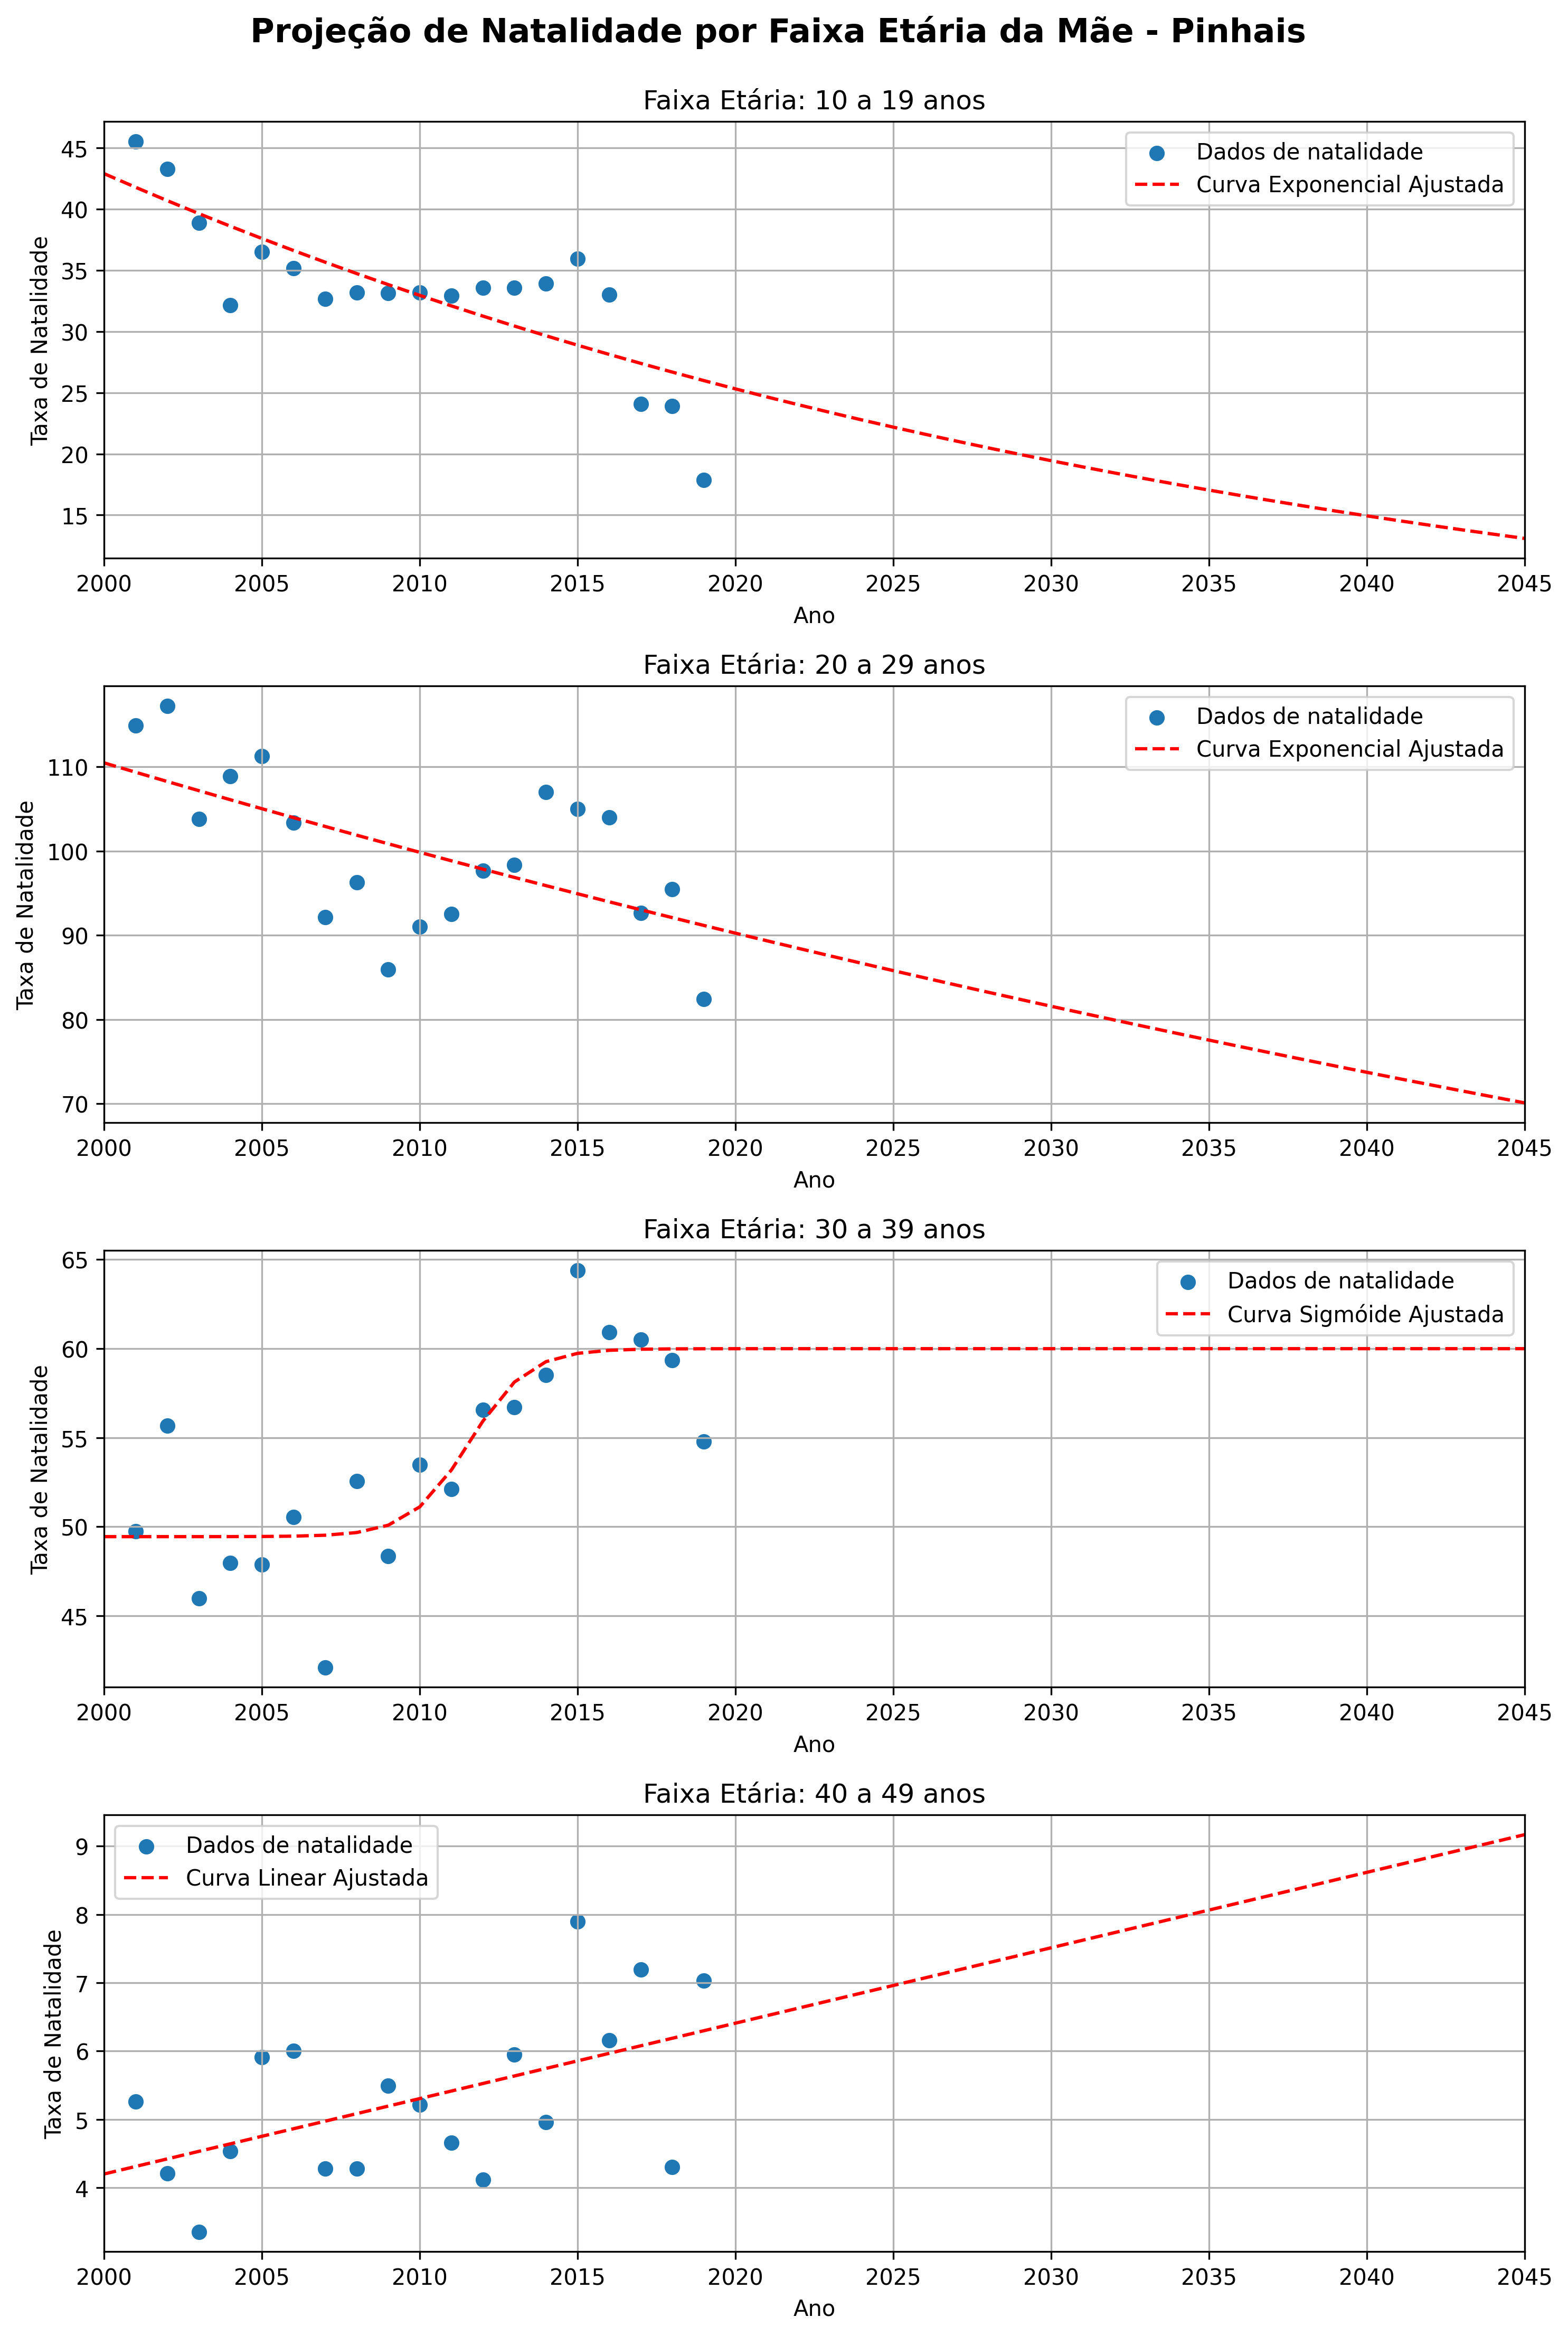 Projeção de Natalidade por Faixa Etária da Mãe - Pinhais
Faixa Etária: 10 a 19 anos
Dados de natalidade
Curva Exponencial Ajustada
Taxa de Natalidade
45
40
35
30
25
20
15
2000 2005 2010 2015 2020 2025 2030 2035 2040 2045
Ano
Faixa Etária: 20 a 29 anos
Dados de natalidade
Curva Exponencial Ajustada
Taxa de Natalidade
110
100
90
80
70
2000 2005 2010 2015 2020 2025 2030 2035 2040 2045
Ano
Faixa Etária: 30 a 39 anos
Dados de natalidade
Curva Sigmóide Ajustada
Taxa de Natalidade
65
60
55
50
45
2000 2005 2010 2015 2020 2025 2030 2035 2040 2045
Ano
Faixa Etária: 40 a 49 anos
Dados de natalidade
Curva Linear Ajustada
Taxa de Natalidade
9
8
7
6
5
4
2000 2005 2010 2015 2020 2025 2030 2035 2040 2045
Ano